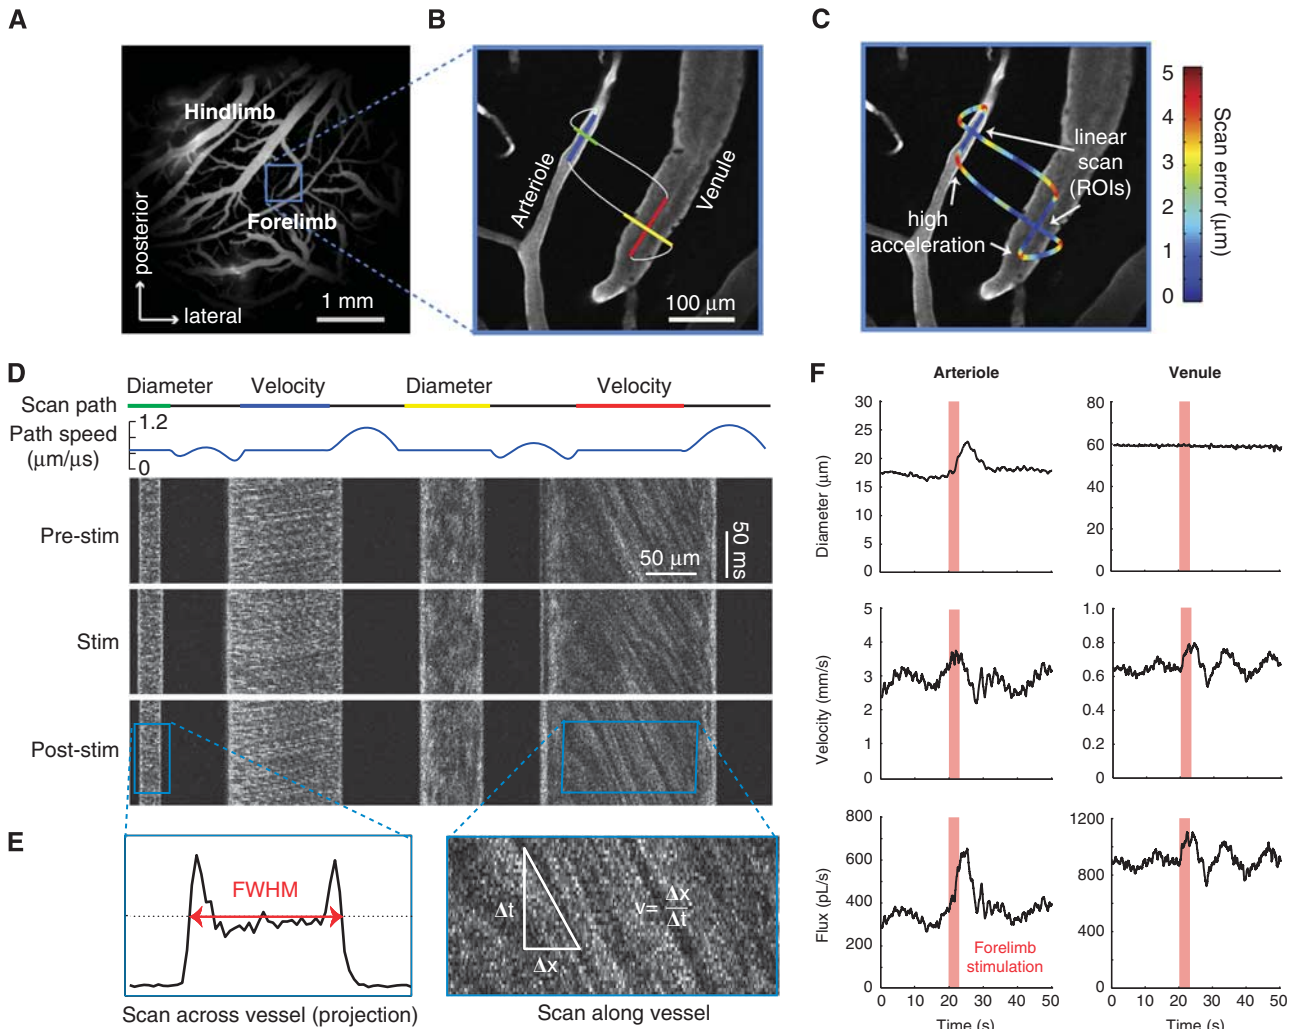 A
B
C
Hindlimb
Forelimb
posterior
lateral
1 mm
Arteriole
Venule
100 μm
linear
scan
(ROIs)
high
acceleration
5
4
3
2
1
0
Scan error (μm)
D
Diameter
Velocity
Diameter
Velocity
Scan path
Path speed
(μm/μs)
1.2
0
Pre-stim
50 μm
50 ms
Stim
Post-stim
E
FWHM
Scan across vessel (projection)
Δt
Δx
v= Δx
Δt
Scan along vessel
F
Arteriole
Venule
Diameter (μm)
30
25
20
15
10
5
0
80
60
40
20
0
Velocity (mm/s)
5
4
3
2
1
0
1.0
0.8
0.6
0.4
0.2
0
Flux (pL/s)
800
600
400
200
0
Forelimb
stimulation
1200
800
400
0
0 10 20 30 40 50
0 10 20 30 40 50
Time (s)
Time (s)